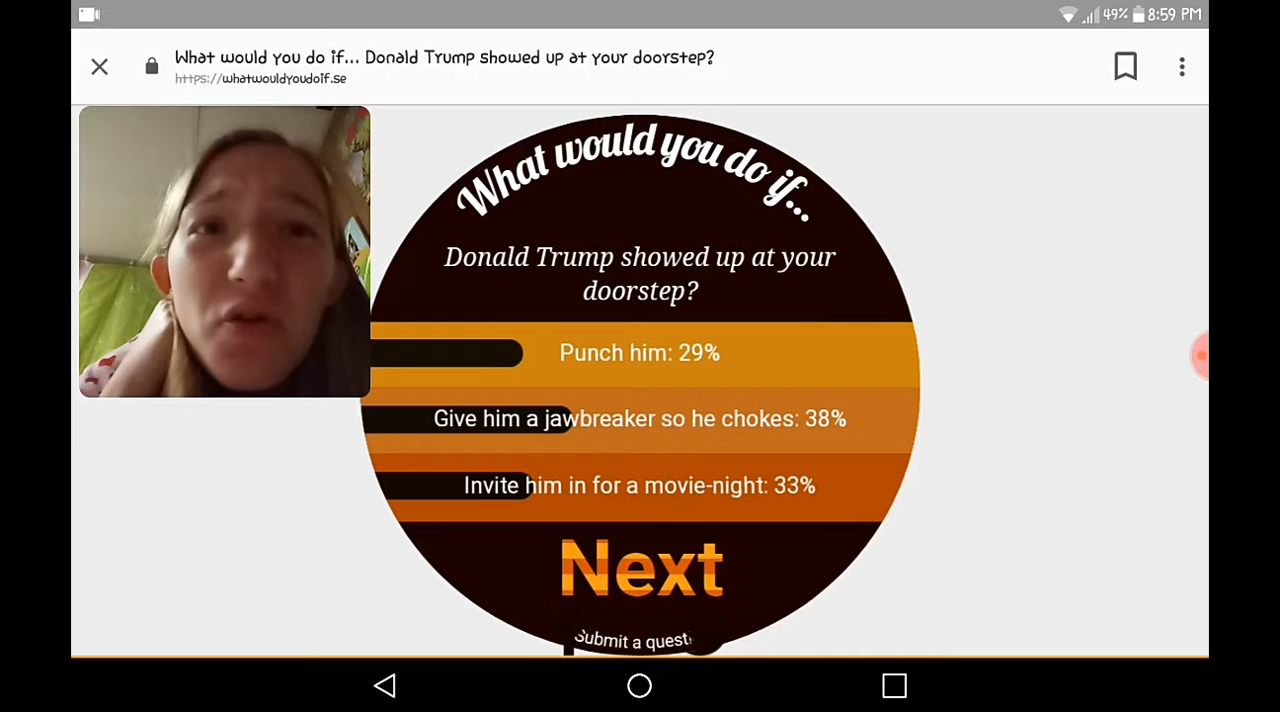 49% 8:59 PM
What would you do if... Donald Trump showed up at your doorstep?
https://whatwouldyoudoif.se
What would you do if...
Donald Trump showed up at your
doorstep?
Punch him: 29%
Give him a jawbreaker so he chokes: 38%
Invite him in for a movie-night: 33%
Next
Submit a quest